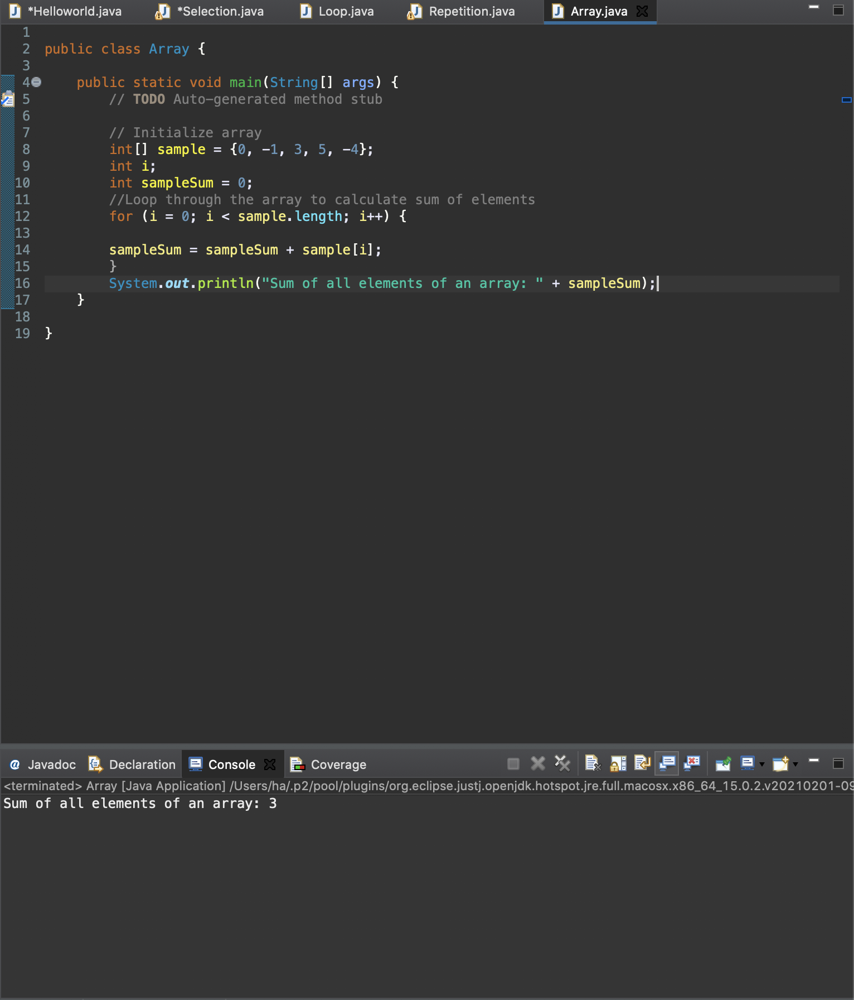 *Helloworld.java *Selection.java Loop.java Repetition.java Array.java
1
2 public class Array {
3
4 public static void main(String[] args) {
5 // TODO Auto-generated method stub
6
7 // Initialize array
8 int[] sample = {0, -1, 3, 5, -4};
9 int i;
10 int sampleSum = 0;
11 //Loop through the array to calculate sum of elements
12 for (i = 0; i < sample.length; i++) {
13
14 sampleSum = sampleSum + sample[i];
15 }
16 System.out.println("Sum of all elements of an array: " + sampleSum);
17 }
18
19 }
@ Javadoc Declaration Console Coverage
<terminated> Array [Java Application] /Users/ha/.p2/pool/plugins/org.eclipse.justj.openjdk.hotspot.jre.full.macosx.x86_64_15.0.2.v20210201-09
Sum of all elements of an array: 3